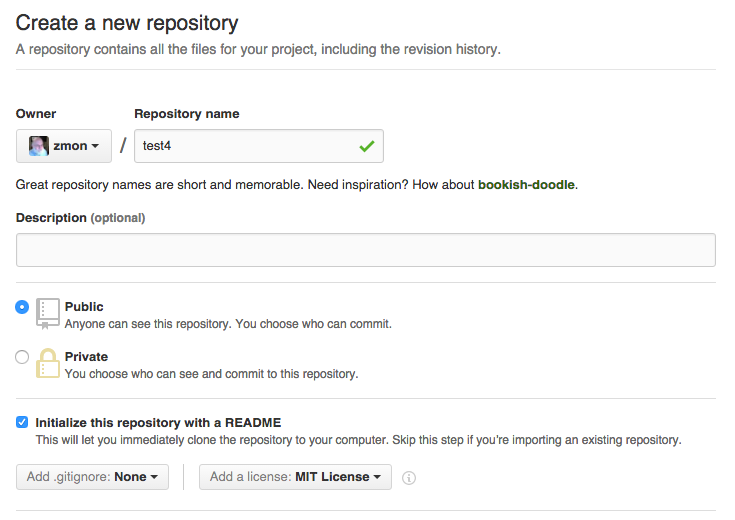 Create a new repository
A repository contains all the files for your project, including the revision history.
Owner Repository name
zmon / test4
Great repository names are short and memorable. Need inspiration? How about bookish-doodle.
Description (optional)
Public
Anyone can see this repository. You choose who can commit.
Private
You choose who can see and commit to this repository.
Initialize this repository with a README
This will let you immediately clone the repository to your computer. Skip this step if you're importing an existing repository.
Add .gitignore: None Add a license: MIT License